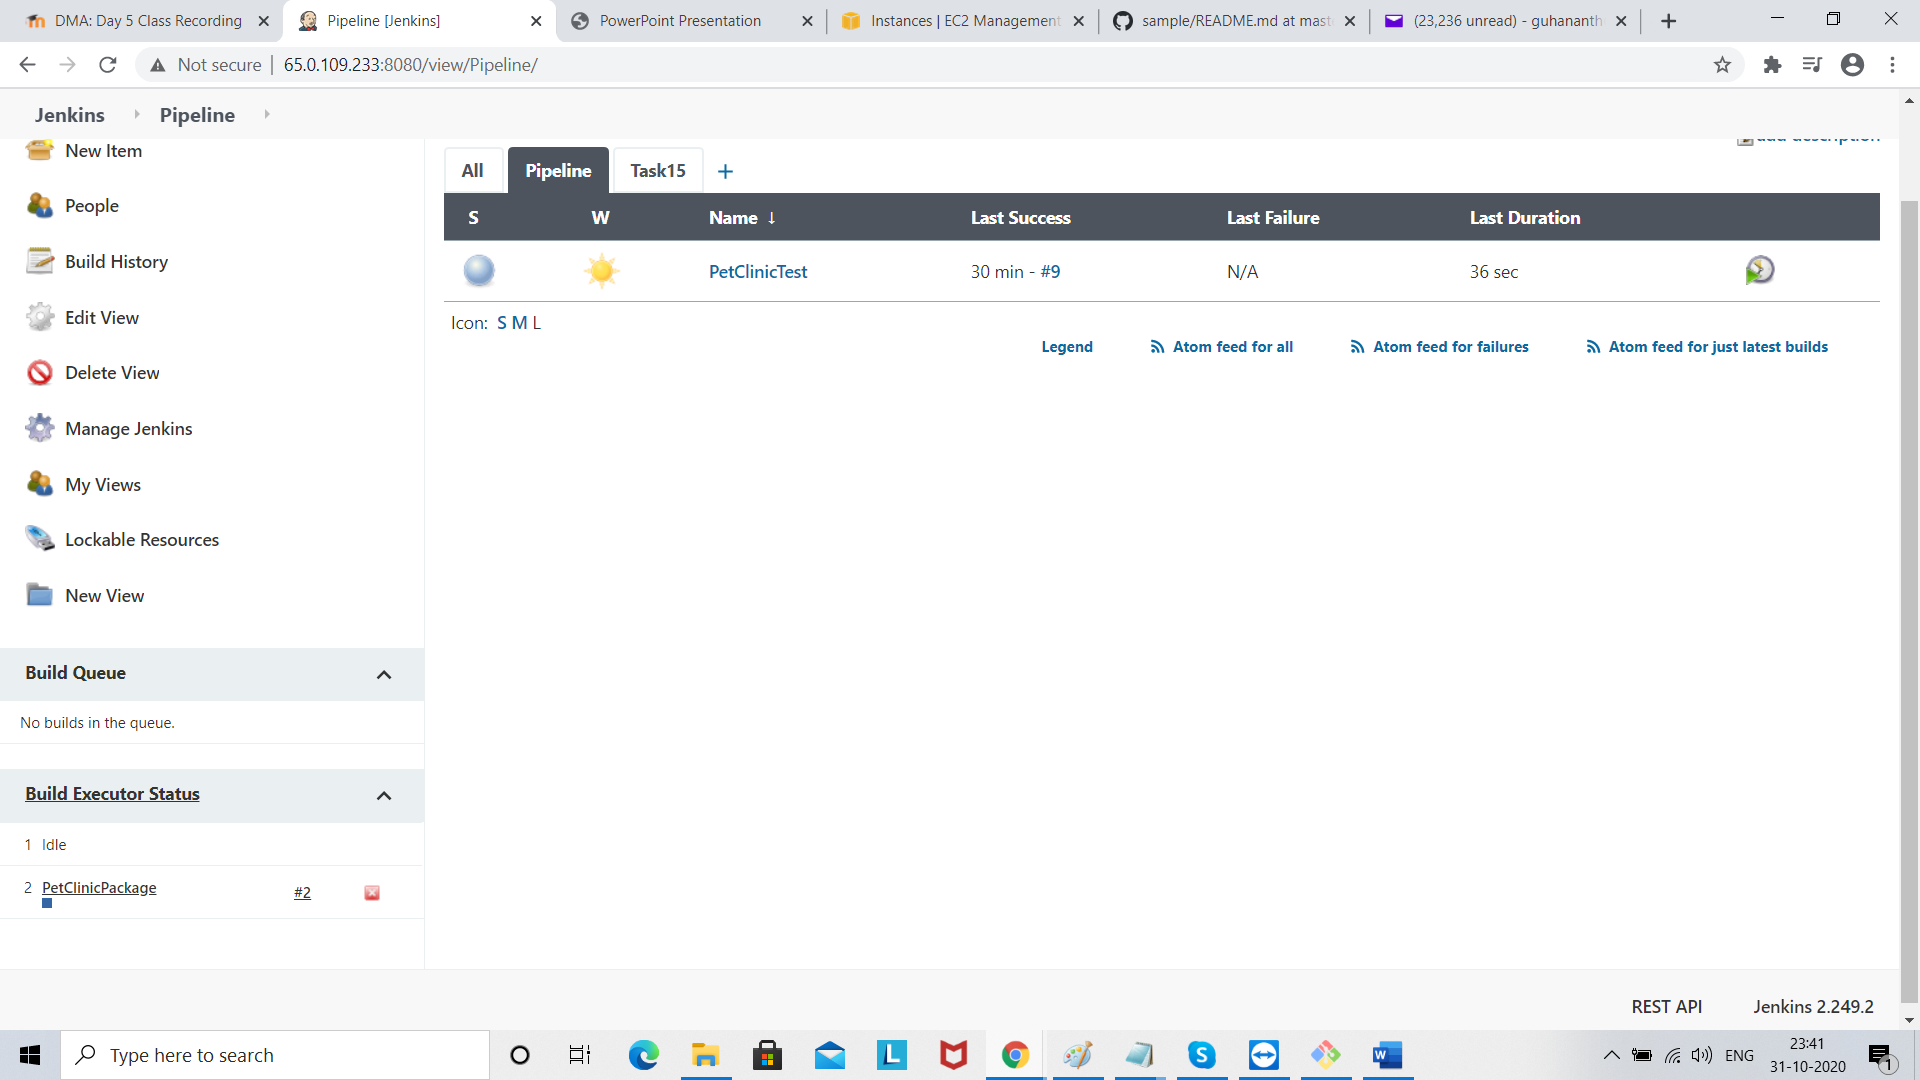 DMA: Day 5 Class Recording
Pipeline [Jenkins]
PowerPoint Presentation
Instances | EC2 Management
sample/README.md at mast
(23,236 unread) - guhananth
Not secure
65.0.109.233:8080/view/Pipeline/
Jenkins
Pipeline
add description
New Item
People
Build History
Edit View
Delete View
Manage Jenkins
My Views
Lockable Resources
New View
Build Queue
No builds in the queue.
Build Executor Status
1 Idle
2 PetClinicPackage #2
All
Pipeline
Task15
+
S W Name ↓ Last Success Last Failure Last Duration
PetClinicTest 30 min - #9 N/A 36 sec
Icon: S M L
Legend
Atom feed for all
Atom feed for failures
Atom feed for just latest builds
REST API
Jenkins 2.249.2
Type here to search
L
S
W
ENG
23:41
31-10-2020
1